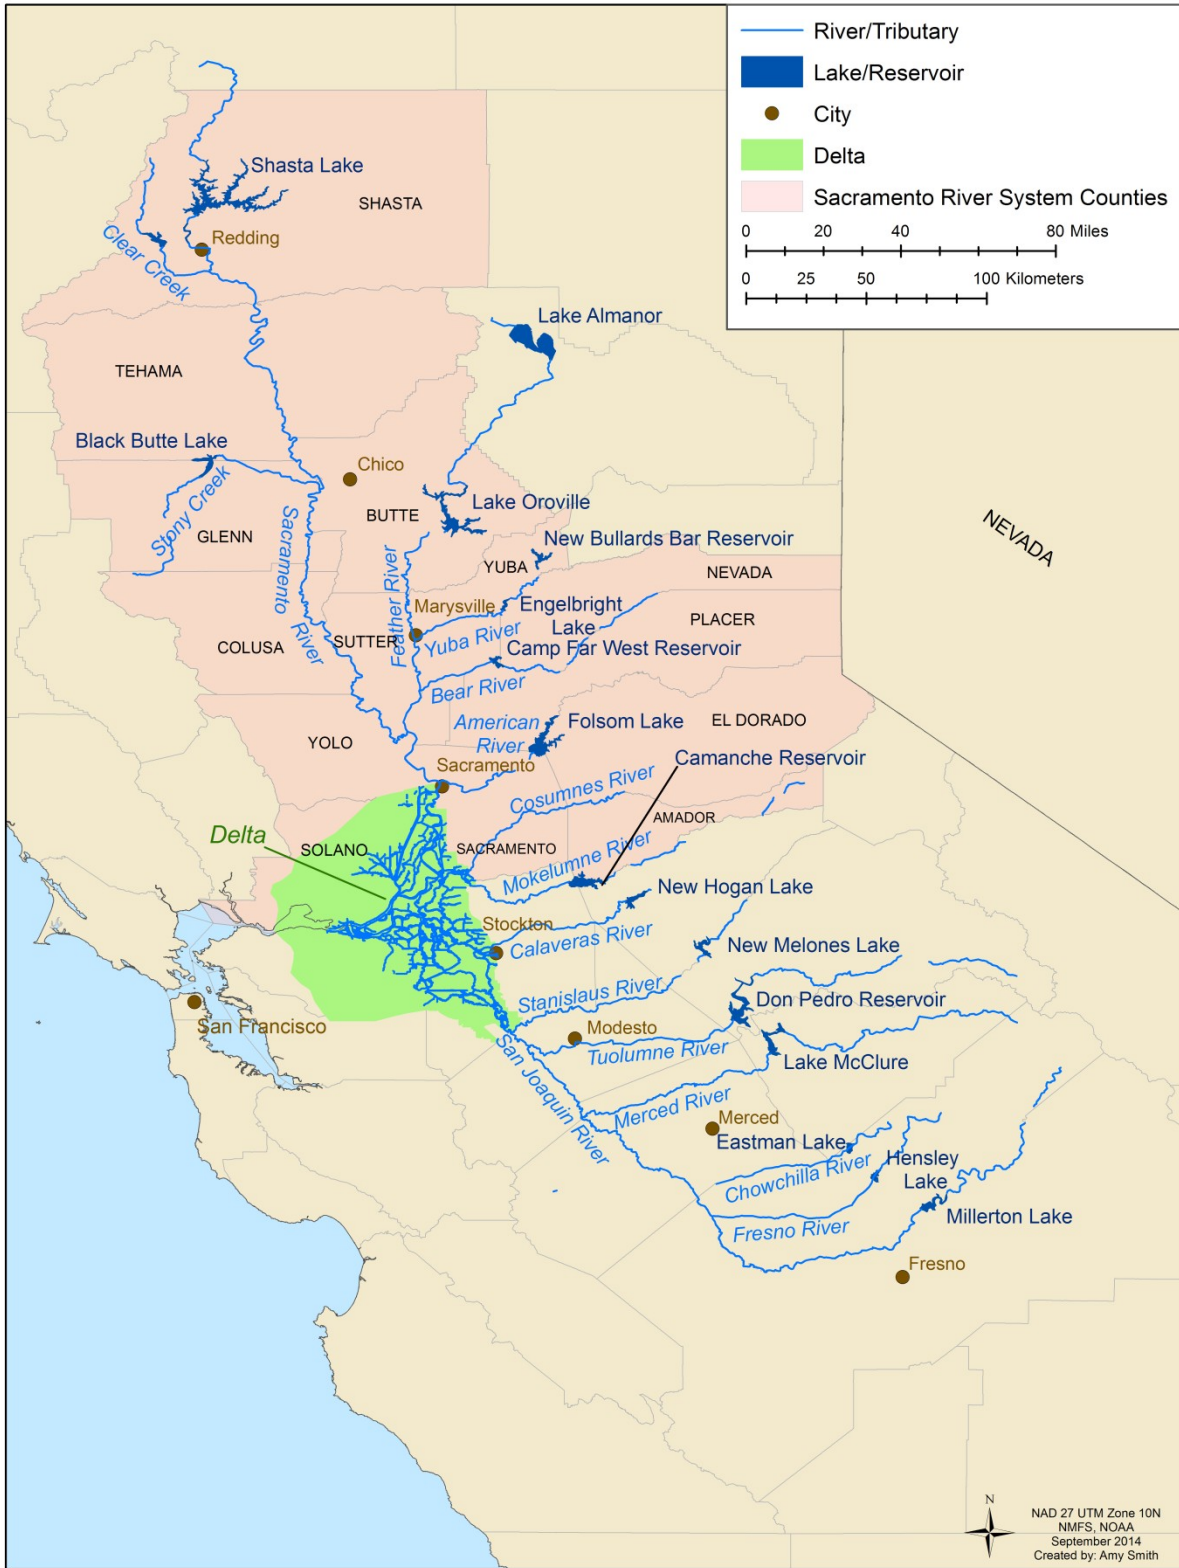 River/Tributary
Lake/Reservoir
City
Delta
Sacramento River System Counties
0 20 40 80 Miles
0 25 50 100 Kilometers
Shasta Lake
SHASTA
Redding
Clear Creek
Lake Almanor
TEHAMA
Black Butte Lake
Chico
Stony Creek
Lake Oroville
BUTTE
GLENN
Sacramento
River
New Bullards Bar Reservoir
NEVADA
YUBA
NEVADA
Feather River
Marysville
Engelbright
Lake
PLACER
SUTTER
Yuba River
COLUSA
Camp Far West Reservoir
Bear River
American
River
Folsom Lake
EL DORADO
YOLO
Camanche Reservoir
Sacramento
Cosumnes River
AMADOR
Delta
SOLANO
SACRAMENTO
Mokelumne River
New Hogan Lake
Stockton
Calaveras River
New Melones Lake
Stanislaus River
Don Pedro Reservoir
San Francisco
Modesto
Tuolumne River
Lake McClure
San Joaquin River
Merced River
Merced
Eastman Lake
Chowchilla River
Hensley
Lake
Fresno River
Millerton Lake
Fresno
N
NAD 27 UTM Zone 10N
NMFS, NOAA
September 2014
Created by: Amy Smith